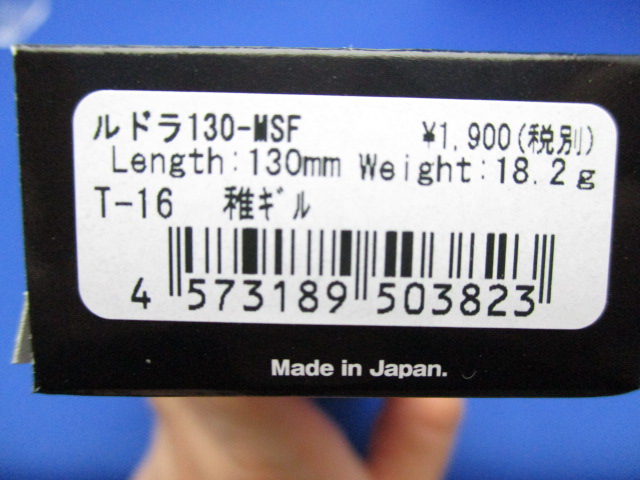 ルドラ130-MSF ¥1,900(税別)
Length:130mm Weight:18.2g
T-16 稚ｷﾞﾙ
4 573189 503823
Made in Japan.